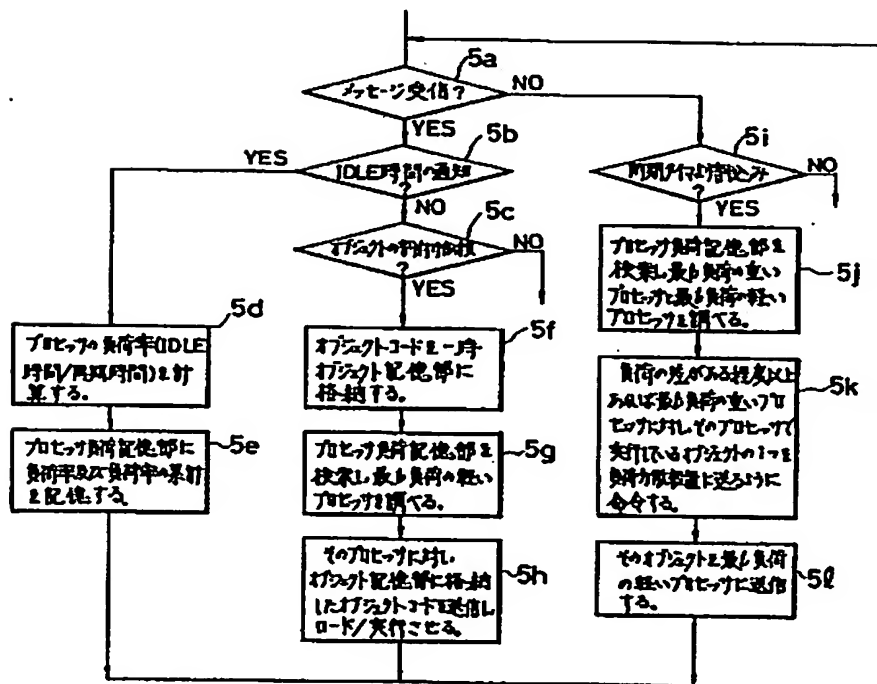 5a
メッセージ受信?
NO
YES
5b
YES
IDLE時間の通知
?
NO
5c
オブジェクトの
NO
?
YES
5i
周期タイマより割込み
NO
?
YES
5d
プロセッサの負荷率(IDLE
時間/周期時間)を計
算する。
5e
プロセッサ負荷記憶部に
負荷率及び負荷率の累計
を記憶する。
5f
オブジェクトコードを一時
オブジェクト記憶部に
格納する。
5g
プロセッサ負荷記憶部を
検索し最も負荷の軽い
プロセッサを調べる。
5h
そのプロセッサに対し
オブジェクト記憶部に格納
したオブジェクトコードを送信し
ロード/実行させる。
5j
プロセッサ負荷記憶部を
検索し最も負荷の重い
プロセッサと最も負荷の軽い
プロセッサを調べる。
5k
負荷の差がある程度以上
あれば最も負荷の重いプロ
セッサに対しそのプロセッサで
実行しているオブジェクトの1つを
負荷分散装置に送るように
命令する。
5l
そのオブジェクトを最も負荷
の軽いプロセッサに送信
する。